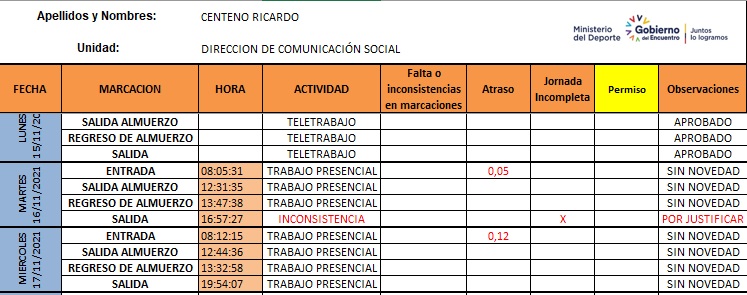 Apellidos y Nombres: CENTENO RICARDO
Ministerio del Deporte Gobierno del Encuentro Juntos lo logramos
Unidad: DIRECCION DE COMUNICACIÓN SOCIAL
FECHA MARCACION HORA ACTIVIDAD Falta o inconsistencias en marcaciones Atraso Jornada Incompleta Permiso Observaciones
LUNES 15/11/20
SALIDA ALMUERZO TELETRABAJO APROBADO
REGRESO DE ALMUERZO TELETRABAJO APROBADO
SALIDA TELETRABAJO APROBADO
MARTES 16/11/2021
ENTRADA 08:05:31 TRABAJO PRESENCIAL 0,05 SIN NOVEDAD
SALIDA ALMUERZO 12:31:35 TRABAJO PRESENCIAL SIN NOVEDAD
REGRESO DE ALMUERZO 13:47:38 TRABAJO PRESENCIAL SIN NOVEDAD
SALIDA 16:57:27 INCONSISTENCIA X POR JUSTIFICAR
MIERCOLES 17/11/2021
ENTRADA 08:12:15 TRABAJO PRESENCIAL 0,12 SIN NOVEDAD
SALIDA ALMUERZO 12:44:36 TRABAJO PRESENCIAL SIN NOVEDAD
REGRESO DE ALMUERZO 13:32:58 TRABAJO PRESENCIAL SIN NOVEDAD
SALIDA 19:54:07 TRABAJO PRESENCIAL SIN NOVEDAD